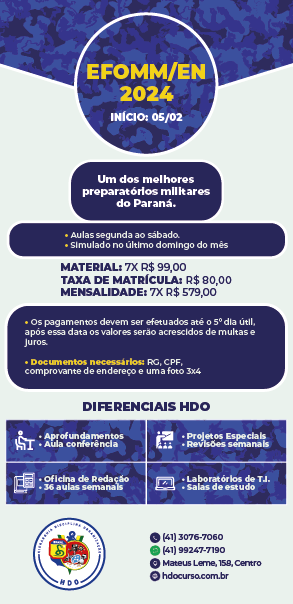 EFOMM/EN
2024
INÍCIO: 05/02
Um dos melhores
preparatórios militares
do Paraná.
• Aulas segunda ao sábado.
• Simulado no último domingo do mês
MATERIAL: 7X R$ 99,00
TAXA DE MATRÍCULA: R$ 80,00
MENSALIDADE: 7X R$ 579,00
• Os pagamentos devem ser efetuados até o 5º dia útil,
após essa data os valores serão acrescidos de multas e
juros.
• Documentos necessários: RG, CPF,
comprovante de endereço e uma foto 3x4
DIFERENCIAIS HDO
• Aprofundamentos
• Aula conferência
• Projetos Especiais
• Revisões semanais
• Oficina de Redação
• 36 aulas semanais
• Laboratórios de T.I.
• Salas de estudo
HDO
(41) 3076-7060
(41) 99247-7190
Mateus Leme, 158, Centro
hdocurso.com.br